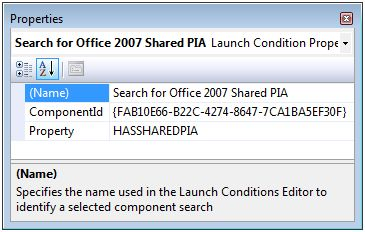 Properties
Search for Office 2007 Shared PIA Launch Condition Prope
(Name) Search for Office 2007 Shared PIA
ComponentId {FAB10E66-B22C-4274-8647-7CA1BA5EF30F}
Property HASSHAREDPIA
(Name)
Specifies the name used in the Launch Conditions Editor to
identify a selected component search